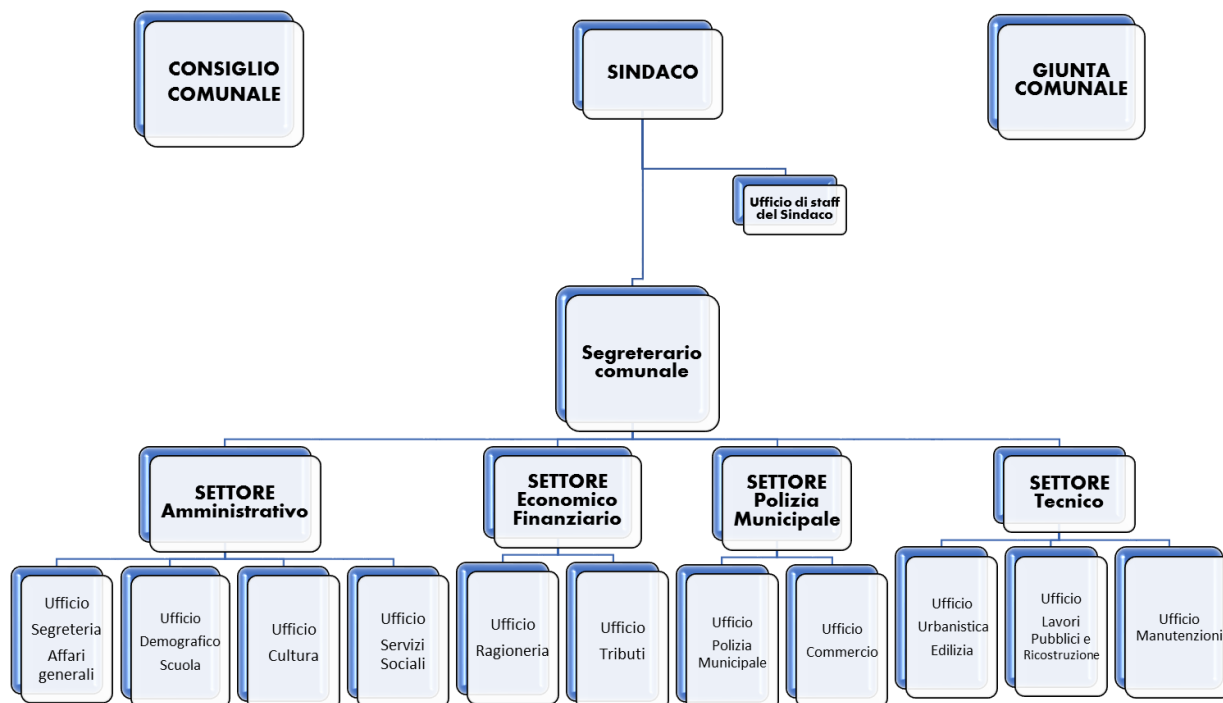 CONSIGLIO
COMUNALE
SINDACO
GIUNTA
COMUNALE
Ufficio di staff
del Sindaco
Segreterario
comunale
SETTORE
Amministrativo
SETTORE
Economico
Finanziario
SETTORE
Polizia
Municipale
SETTORE
Tecnico
Ufficio
Segreteria
Affari
generali
Ufficio
Demografico
Scuola
Ufficio
Cultura
Ufficio
Servizi
Sociali
Ufficio
Ragioneria
Ufficio
Tributi
Ufficio
Polizia
Municipale
Ufficio
Commercio
Ufficio
Urbanistica
Edilizia
Ufficio
Lavori
Pubblici e
Ricostruzione
Ufficio
Manutenzioni